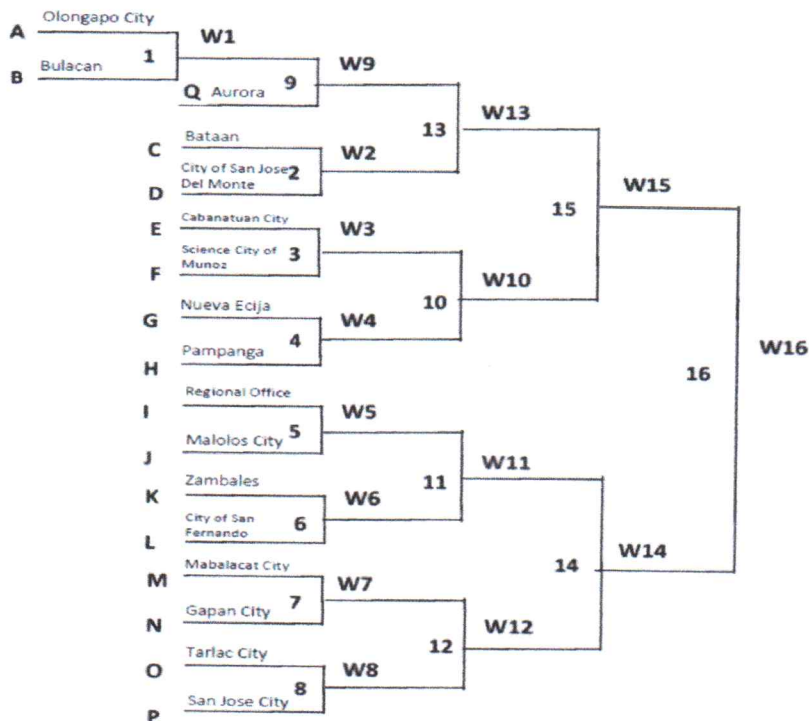 Olongapo City
A
W1
1
Bulacan
B
W9
9
Q Aurora
W13
13
Bataan
C
W2
City of San Jose 2
Del Monte
D
W15
Cabanatuan City
E
W3
15
Science City of
3
Munoz
F
W10
10
Nueva Ecija
G
W4
4
Pampanga
H
W16
16
Regional Office
I
W5
5
Malolos City
J
W11
11
Zambales
K
W6
City of San
6
Fernando
L
W14
14
Mabalacat City
M
W7
7
Gapan City
N
W12
12
Tarlac City
O
W8
8
San Jose City
P